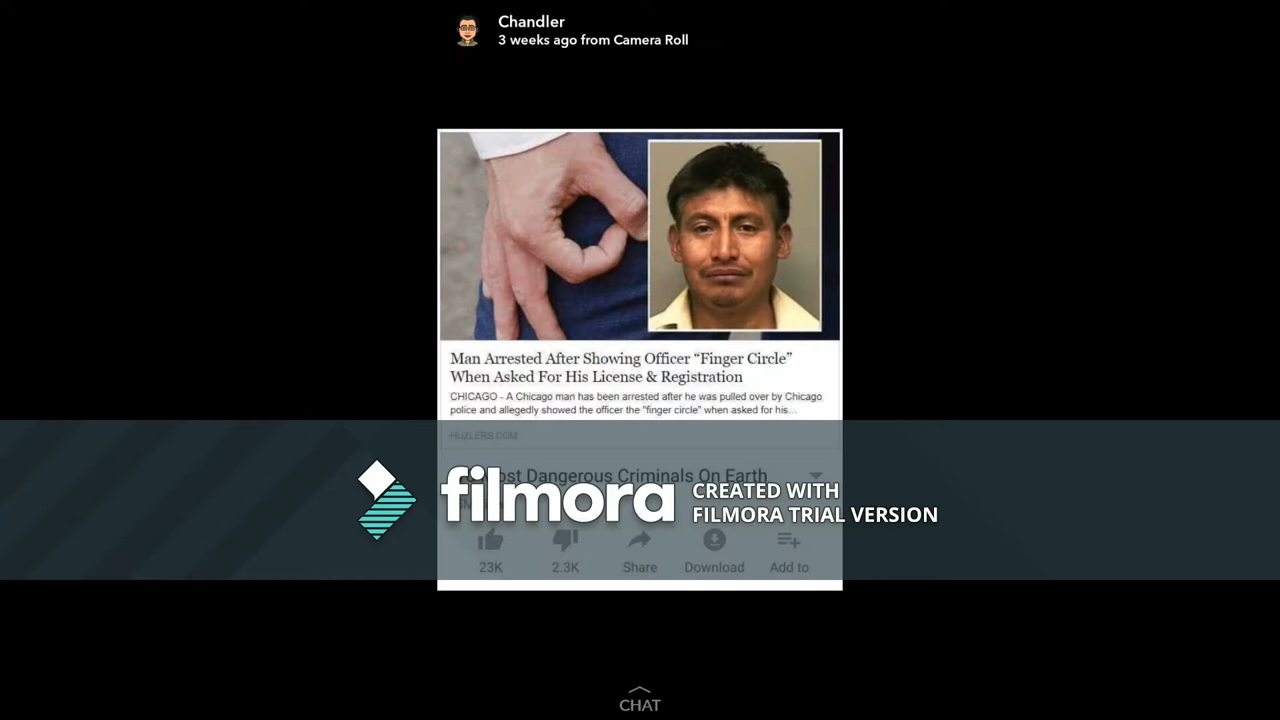 Chandler
3 weeks ago from Camera Roll
Man Arrested After Showing Officer “Finger Circle”
When Asked For His License & Registration
CHICAGO - A Chicago man has been arrested after he was pulled over by Chicago
police and allegedly showed the officer the "finger circle" when asked for his...
HUZLERS.COM
Dangerous Criminals On Earth
filmora
CREATED WITH
FILMORA TRIAL VERSION
23K 2.3K Share Download Add to
CHAT